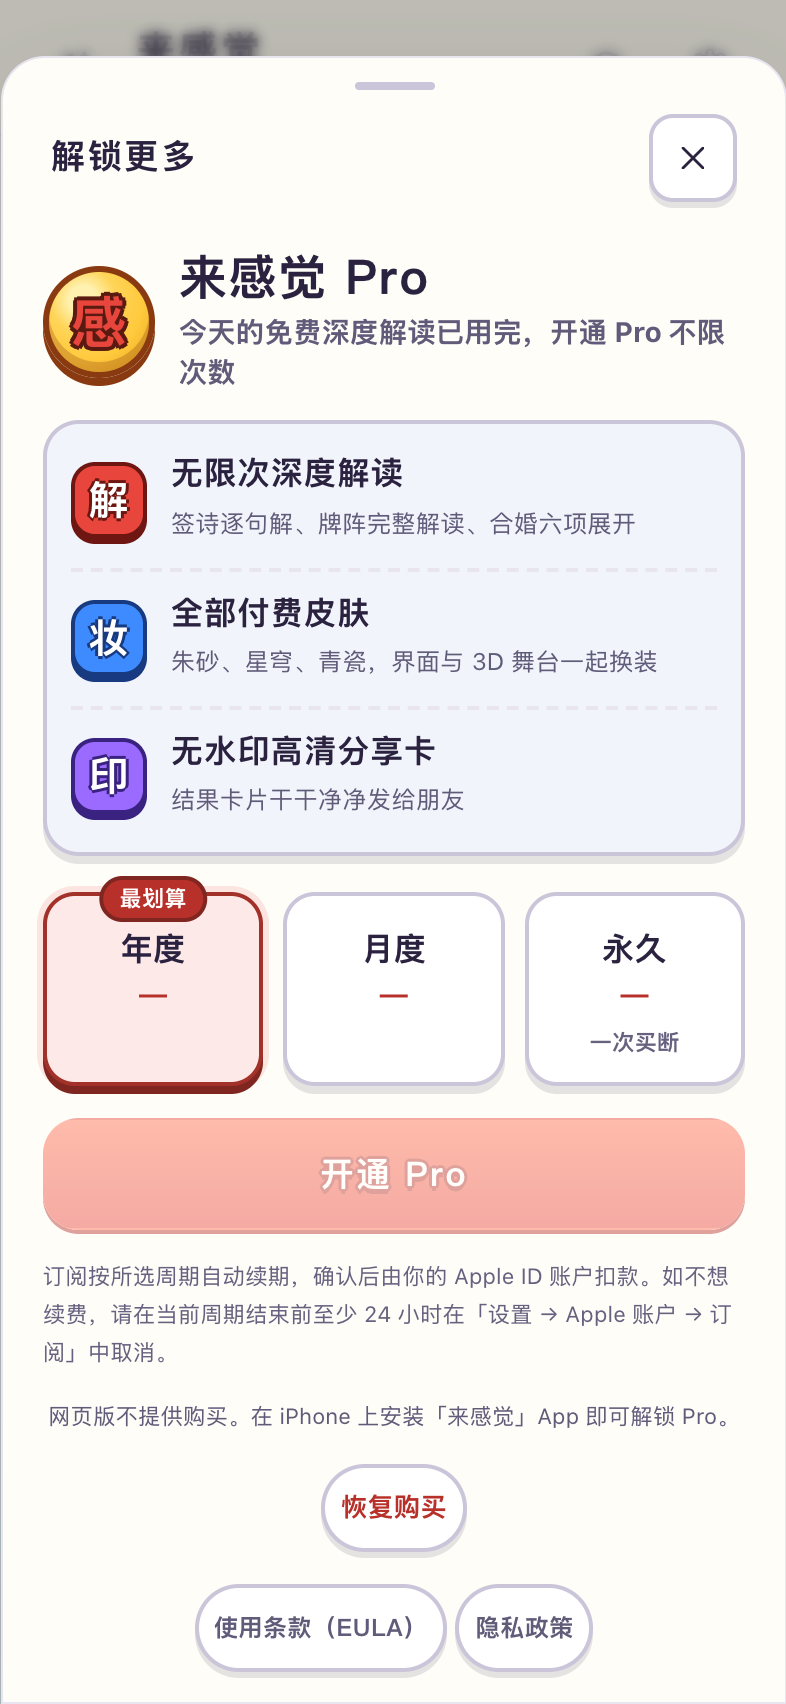 来感觉
解锁更多
感
来感觉 Pro
今天的免费深度解读已用完，开通 Pro 不限
次数
解
无限次深度解读
签诗逐句解、牌阵完整解读、合婚六项展开
妆
全部付费皮肤
朱砂、星穹、青瓷，界面与 3D 舞台一起换装
印
无水印高清分享卡
结果卡片干干净净发给朋友
最划算
年度
—
月度
—
永久
—
一次买断
开通 Pro
订阅按所选周期自动续期，确认后由你的 Apple ID 账户扣款。如不想
续费，请在当前周期结束前至少 24 小时在「设置 → Apple 账户 → 订
阅」中取消。
网页版不提供购买。在 iPhone 上安装「来感觉」App 即可解锁 Pro。
恢复购买
使用条款（EULA）
隐私政策